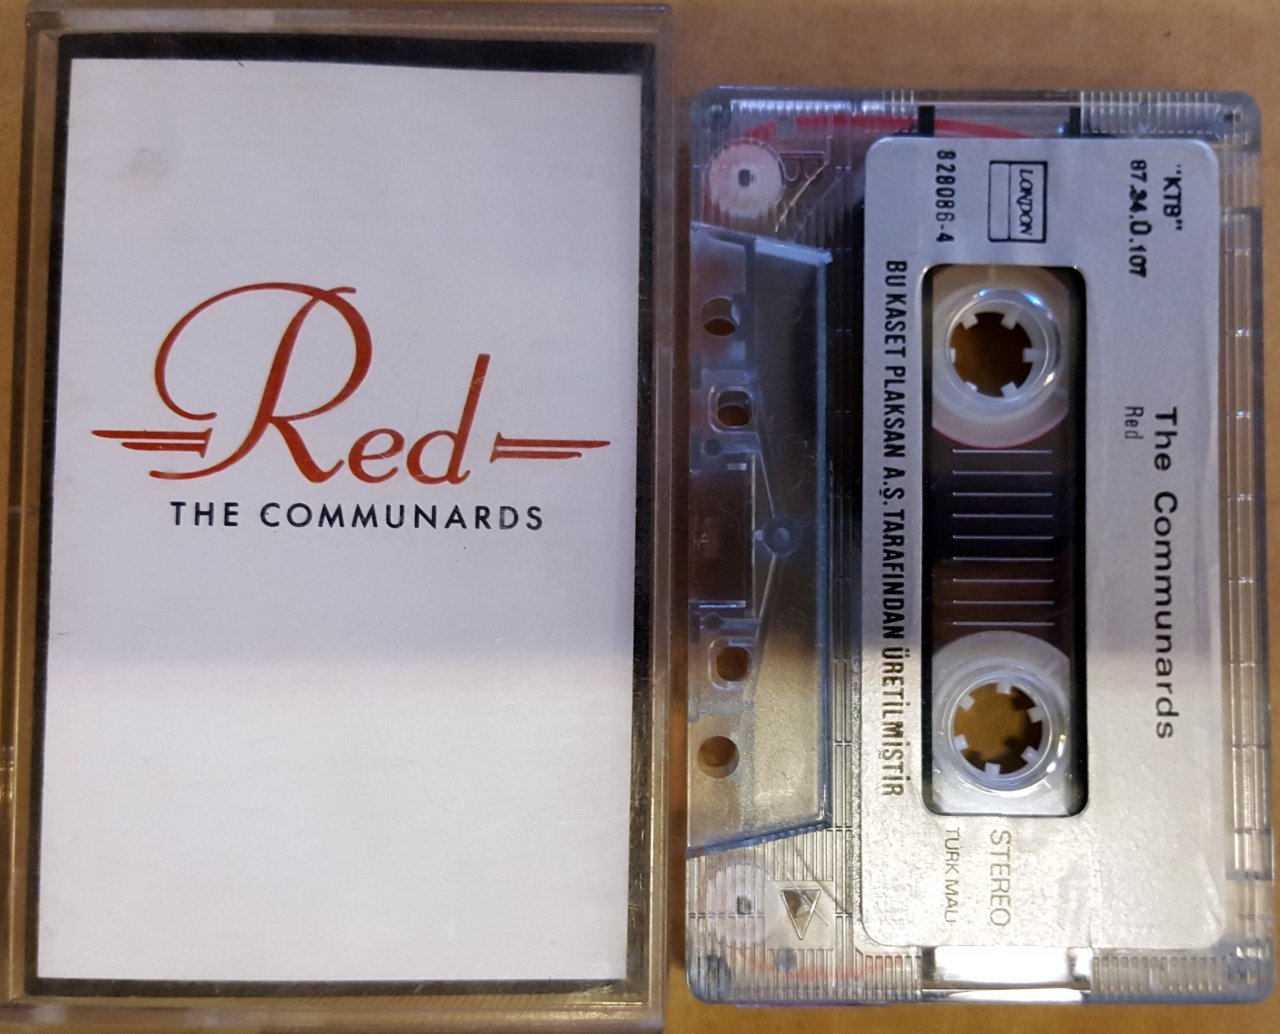 Red
THE COMMUNARDS
"KTB"
87.34.Ü.107
LONDON
828086-4
The Communards
Red
BU KASET PLAKSAN A.Ş. TARAFINDAN ÜRETİLMİŞTİR
STEREO
TÜRK MALI
B